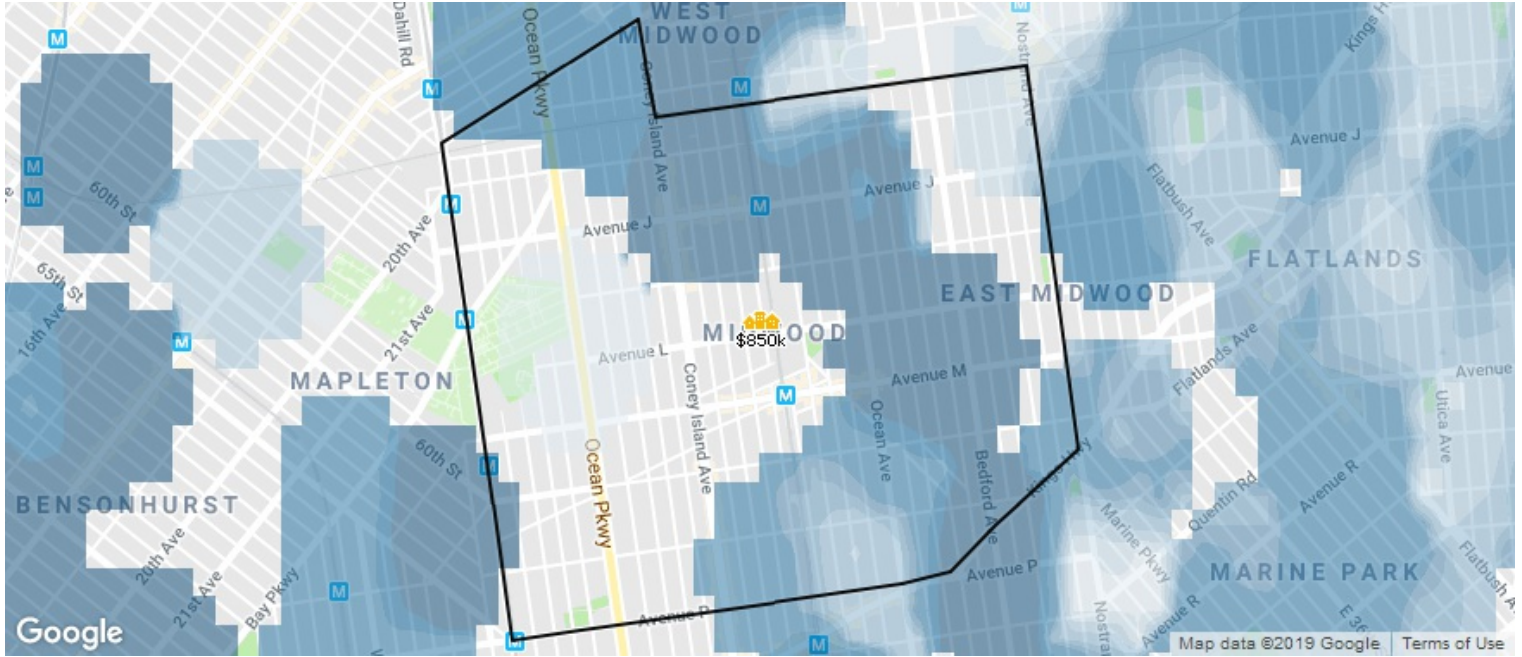 WEST
MIDWOOD
Dahill Rd
Ocean Pkwy
Coney Island Ave
Nostrand Ave
Kings H
M
M
M
M
Avenue J
Flatbush Ave
M
M
60th St
Avenue J
M
M
Avenue J
20th Ave
65th St
FLATLANDS
EAST MIDWOOD
16th Ave
21st Ave
M
M
MIDWOOD
$850k
Avenue L
Flatlands Ave
MAPLETON
Avenue M
Avenue
Coney Island Ave
M
Utica Ave
Ocean Ave
60th St
M
Ocean Pkwy
Bedford Ave
Kings Hwy
BENSONHURST
Quentin Rd
Avenue R
Marine Pkwy
20th Ave
21st Ave
Bay Pkwy
M
Avenue P
MARINE PARK
Flatbush A
Avenue P
Nostran
Avenue R
E 36
Google
M
M
Map data ©2019 Google
Terms of Use